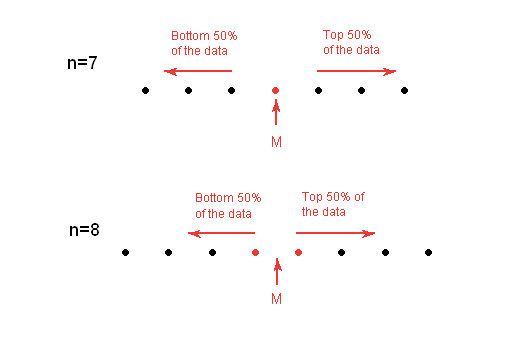 Bottom 50%
of the data
Top 50%
of the data
n=7
M
Bottom 50%
of the data
Top 50% of
the data
n=8
M